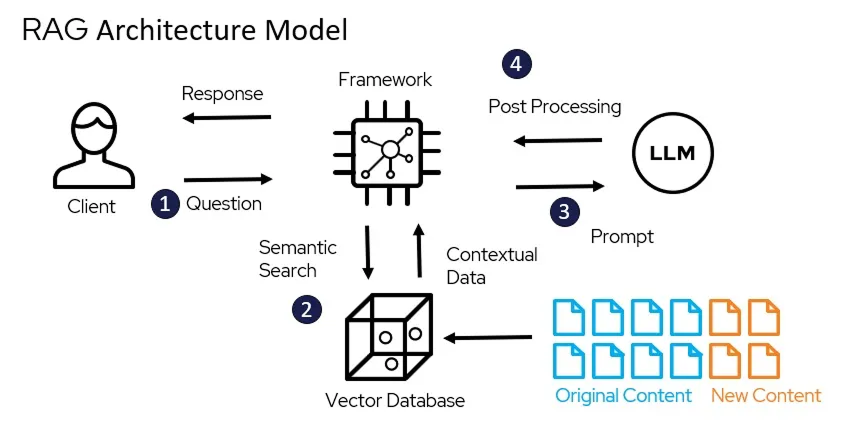 RAG Architecture Model
4
Framework
Response
Post Processing
LLM
Client
1
Question
3
Prompt
Semantic
Search
Contextual
Data
2
Vector Database
Original Content
New Content